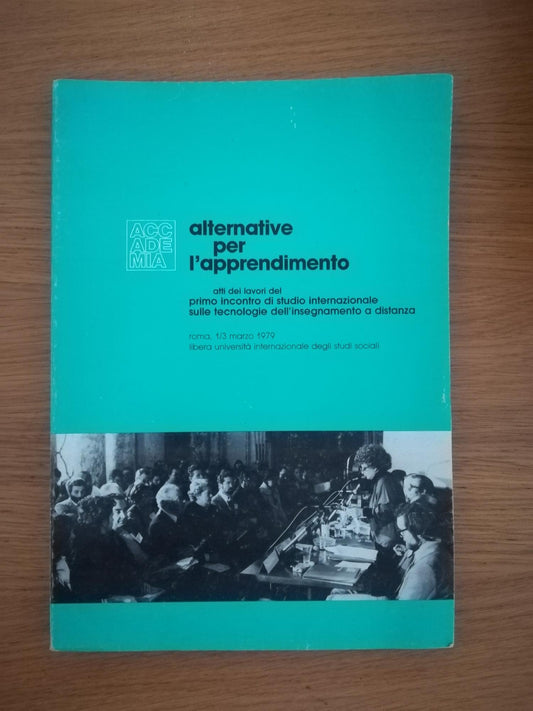 ACC
ADE
MIA
alternative
per
l'apprendimento
atti dei lavori del
primo incontro di studio internazionale
sulle tecnologie dell'insegnamento a distanza
roma, 1/3 marzo 1979
libera università internazionale degli studi sociali